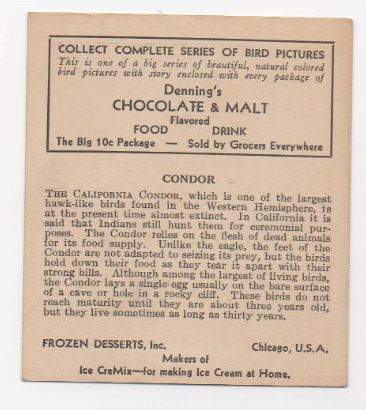 COLLECT COMPLETE SERIES OF BIRD PICTURES
This is one of a big series of beautiful, natural colored
bird pictures with story enclosed with every package of
Denning's
CHOCOLATE & MALT
Flavored
FOOD DRINK
The Big 10c Package — Sold by Grocers Everywhere
CONDOR
THE CALIFORNIA CONDOR, which is one of the largest
hawk-like birds found in the Western Hemisphere, is
at the present time almost extinct. In California it is
said that Indians still hunt them for ceremonial pur-
poses. The Condor relies on the flesh of dead animals
for its food supply. Unlike the eagle, the feet of the
Condor are not adapted to seizing its prey, but the birds
hold down their food as they tear it apart with their
strong bills. Although among the largest of living birds,
the Condor lays a single egg usually on the bare surface
of a cave or hole in a rocky cliff. These birds do not
reach maturity until they are about three years old,
but they live sometimes as long as thirty years.
FROZEN DESSERTS, Inc. Chicago, U.S.A.
Makers of
Ice CreMix—for making Ice Cream at Home.